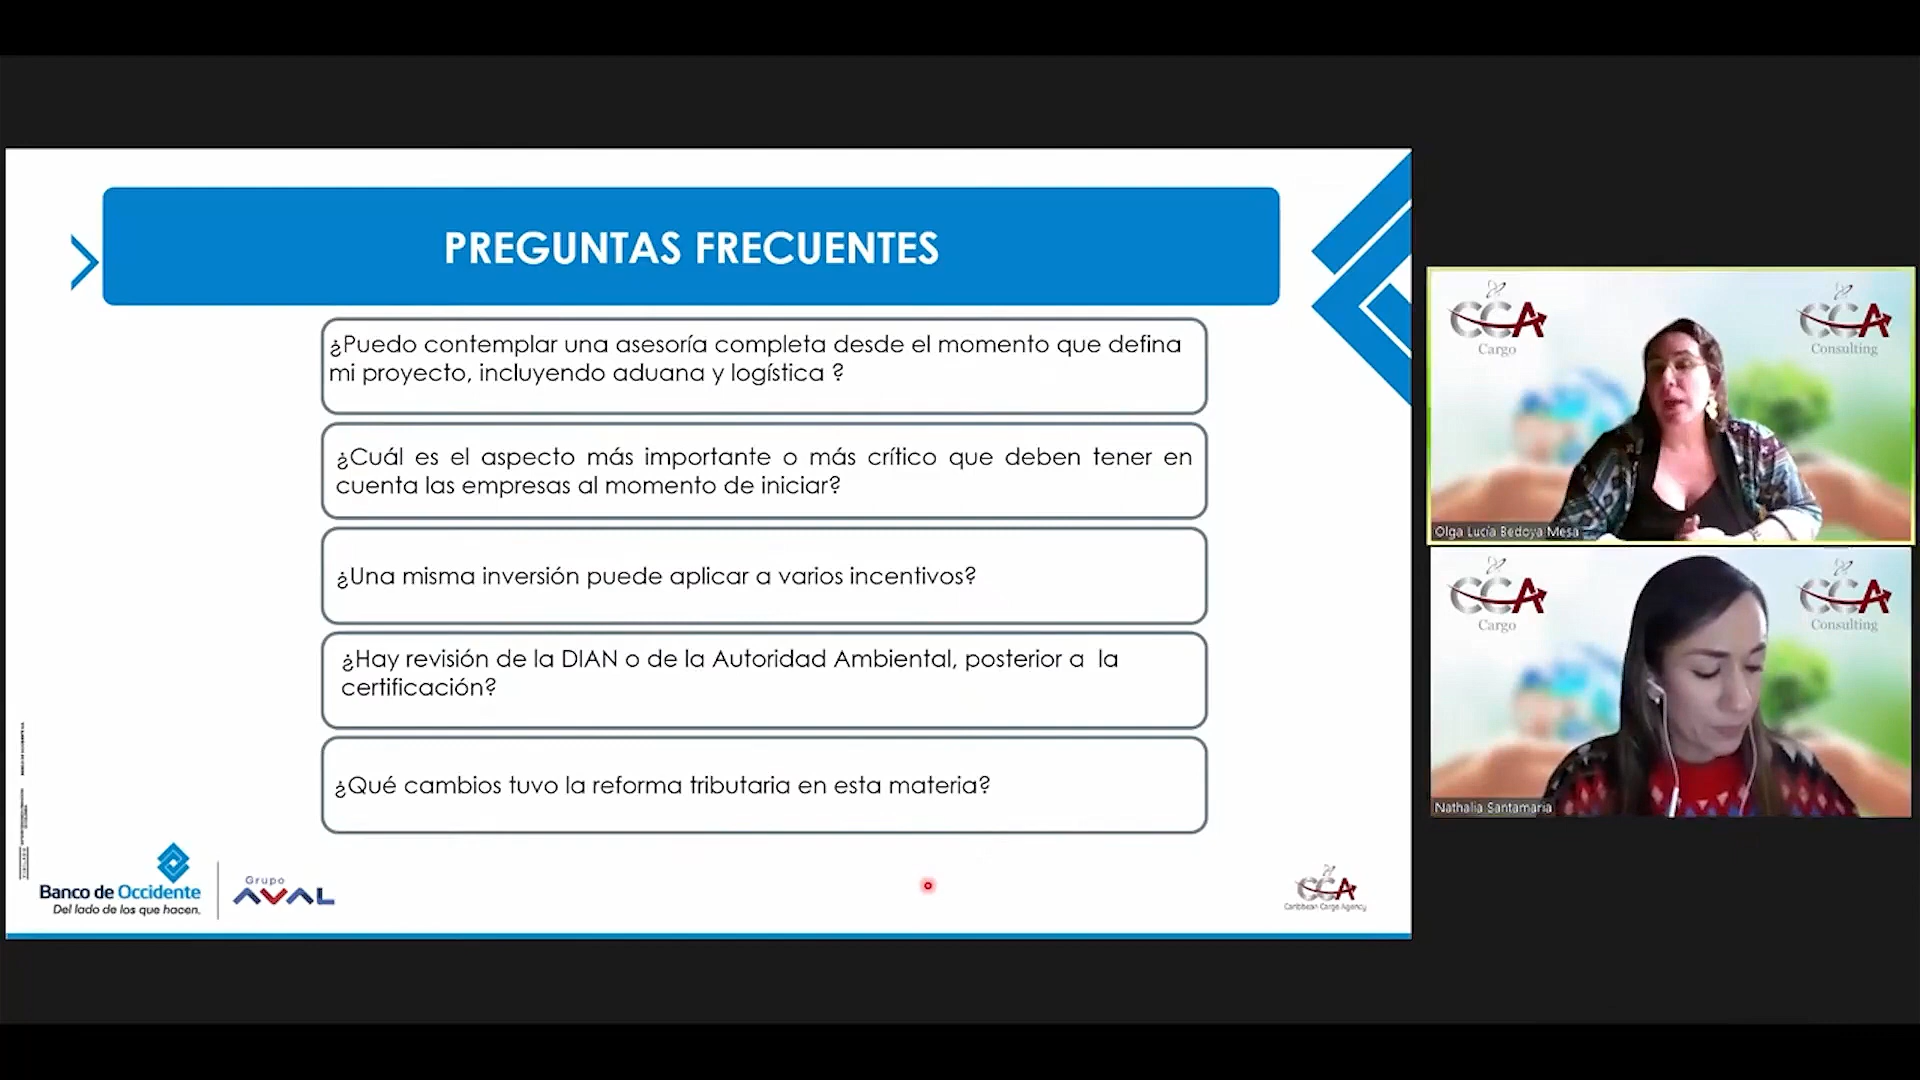 PREGUNTAS FRECUENTES
¿Puedo contemplar una asesoría completa desde el momento que defina
mi proyecto, incluyendo aduana y logística ?
¿Cuál es el aspecto más importante o más crítico que deben tener en
cuenta las empresas al momento de iniciar?
¿Una misma inversión puede aplicar a varios incentivos?
¿Hay revisión de la DIAN o de la Autoridad Ambiental, posterior a la
certificación?
¿Qué cambios tuvo la reforma tributaria en esta materia?
Banco de Occidente
Del lado de los que hacen.
Grupo
AVAL
CCA
Caribbean Cargo Agency
CCA
Cargo
CCA
Consulting
Olga Lucía Bedoya Mesa
CCA
Cargo
CCA
Consulting
Nathalia Santamaria